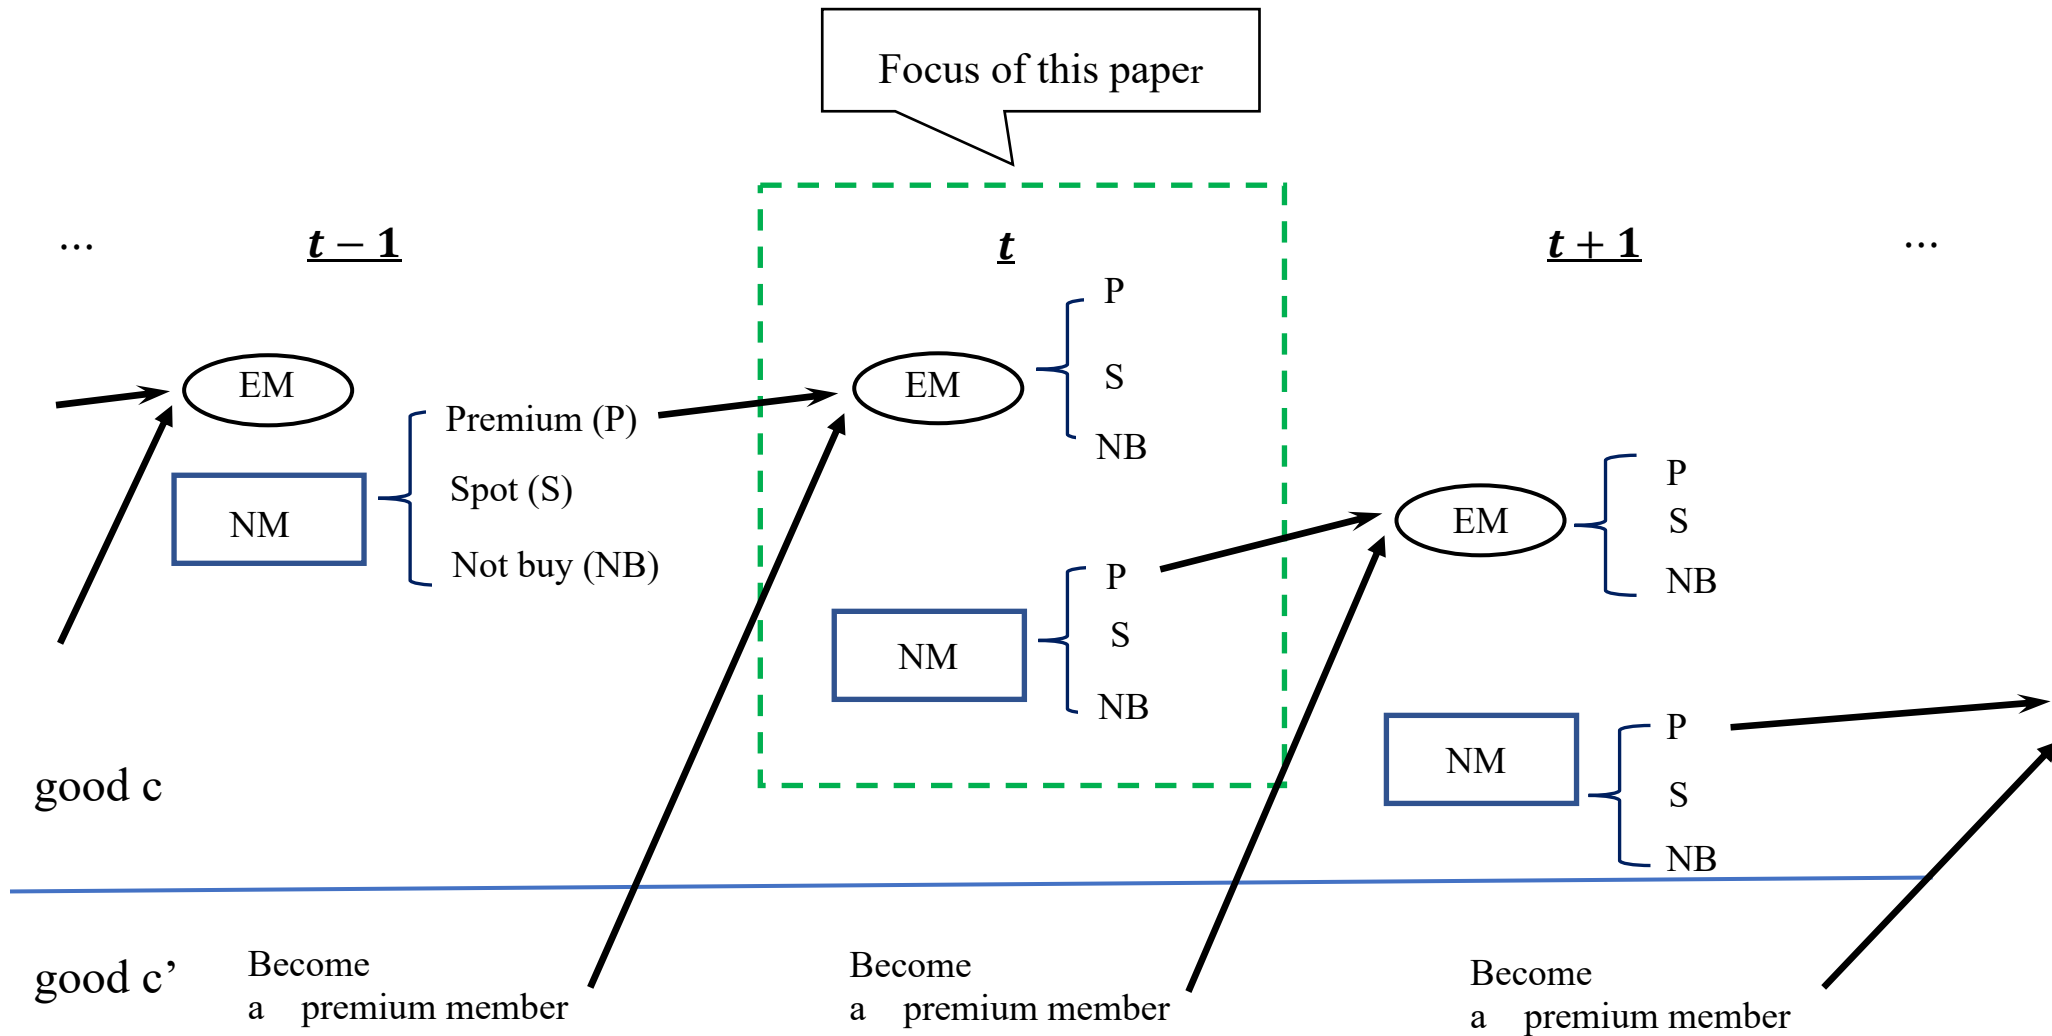 Focus of this paper
... t − 1 t t + 1 ...
P
EM EM S
Premium (P) NB
Spot (S) P
NM EM S
Not buy (NB) P NB
NM S
NB P
NM S
good c
NB
good c’
Become
a premium member
Become
a premium member
Become
a premium member